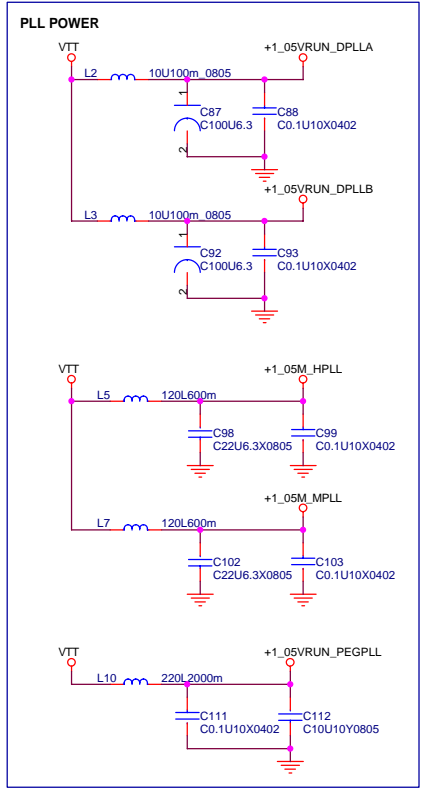 PLL POWER
VTT
+1_05VRUN_DPLLA
L2
10U100m_0805
1
C87
C100U6.3
2
C88
C0.1U10X0402
+1_05VRUN_DPLLB
L3
10U100m_0805
1
C92
C100U6.3
2
C93
C0.1U10X0402
VTT
+1_05M_HPLL
L5
120L600m
C98
C22U6.3X0805
C99
C0.1U10X0402
+1_05M_MPLL
L7
120L600m
C102
C22U6.3X0805
C103
C0.1U10X0402
VTT
+1_05VRUN_PEGPLL
L10
220L2000m
C111
C0.1U10X0402
C112
C10U10Y0805